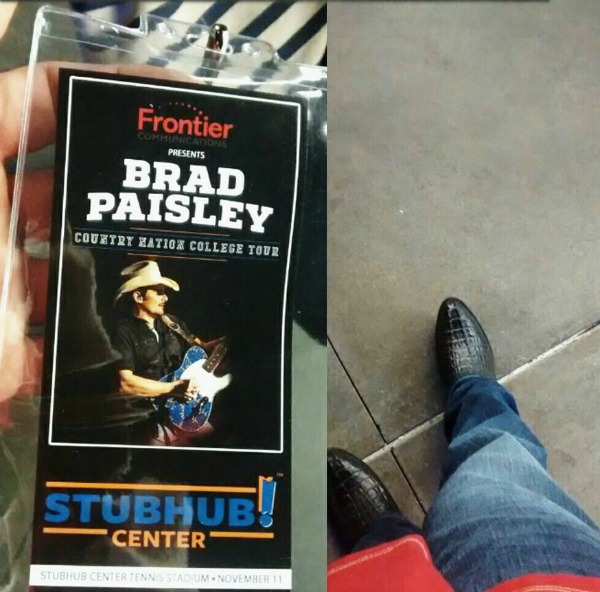 Frontier
COMMUNICATIONS
PRESENTS
BRAD
PAISLEY
COUNTRY NATION COLLEGE TOUR
STUBHUB!
CENTER
STUBHUB CENTER TENNIS STADIUM • NOVEMBER 11